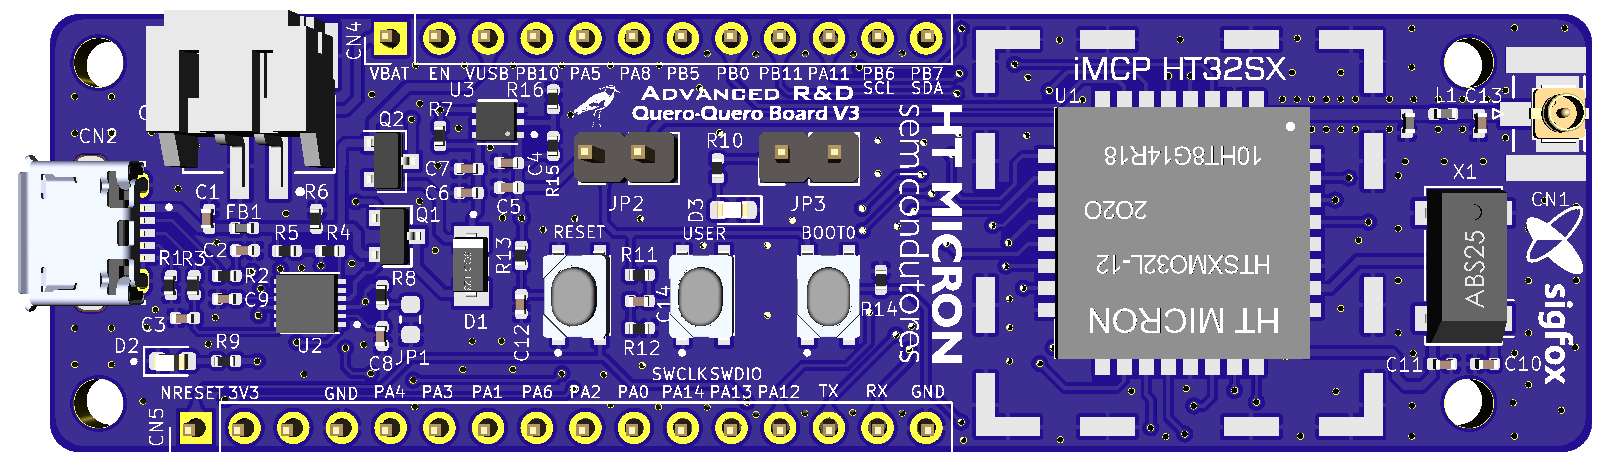 CN4
VBAT EN VUSB PB10 PA5 PA8 PB5 PB0 PB11 PA11 PB6 PB7
SCL SDA
U3
R16
ADVANCED R&D
Quero-Quero Board V3
iMCP HT32SX
U1
L1
C13
CN2
R7
Q2
C4
R15
R10
C7
C6
C5
10HT8G14R18
X1
C1
R6
FB1
Q1
JP2
D3
JP3
2020
CN1
C2
R5
R4
R13
RESET
USER
BOOT0
HT MICRON
semicondutores
R1
R3
R2
C9
R8
R11
C14
R14
HTSXMO32L-12
ABS25
sigfox
C3
D1
C12
HT MICRON
D2
R9
U2
C8
JP1
R12
C11
C10
SWCLK SWDIO
NRESET 3V3 GND PA4 PA3 PA1 PA6 PA2 PA0 PA14 PA13 PA12 TX RX GND
CN5